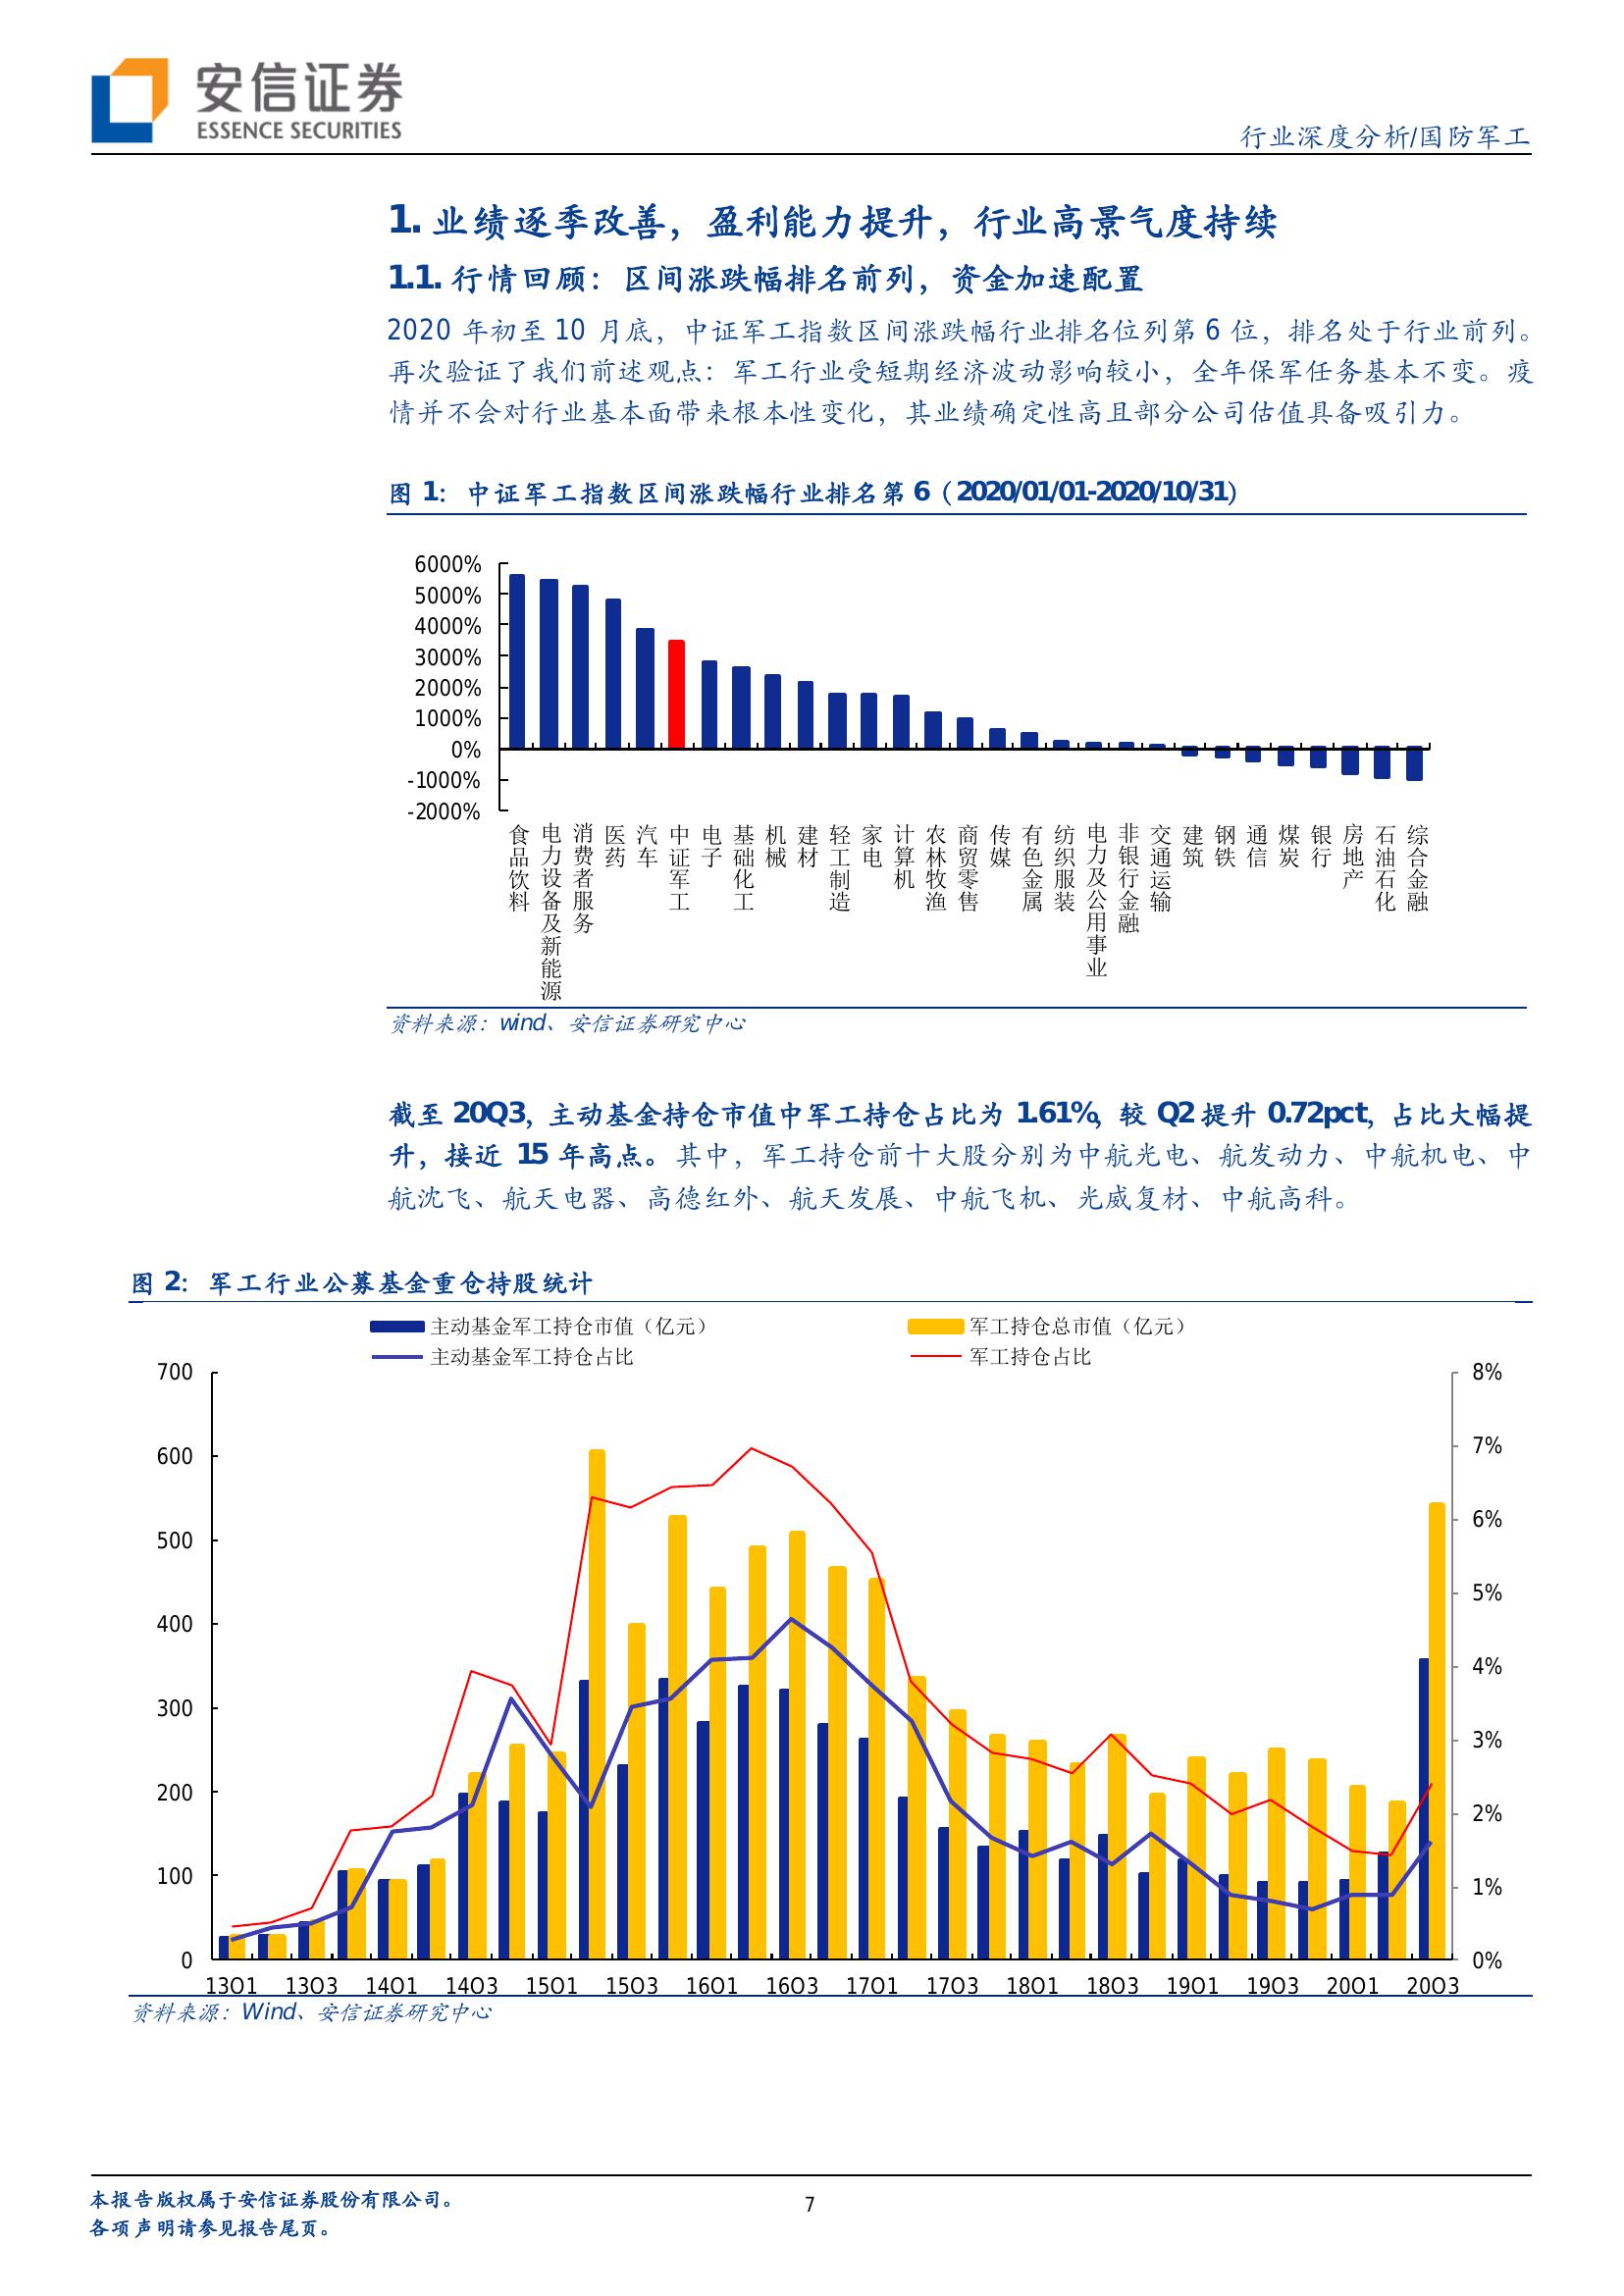 安信证券
ESSENCE SECURITIES
行业深度分析/国防军工
1. 业绩逐季改善，盈利能力提升，行业高景气度持续
1.1. 行情回顾：区间涨跌幅排名前列，资金加速配置
2020 年初至 10 月底，中证军工指数区间涨跌幅行业排名位列第 6 位，排名处于行业前列。
再次验证了我们前述观点：军工行业受短期经济波动影响较小，全年保军任务基本不变。疫
情并不会对行业基本面带来根本性变化，其业绩确定性高且部分公司估值具备吸引力。
图 1：中证军工指数区间涨跌幅行业排名第 6（2020/01/01-2020/10/31）
6000%
5000%
4000%
3000%
2000%
1000%
0%
-1000%
-2000%
食品饮料
电力设备及新能源
消费者服务
医药
汽车
中证军工
电子
基础化工
机械
建材
轻工制造
家电
计算机
农林牧渔
商贸零售
传媒
有色金属
纺织服装
电力及公用事业
非银行金融
交通运输
建筑
钢铁
通信
煤炭
银行
房地产
石油石化
综合金融
资料来源：wind、安信证券研究中心
截至 20Q3，主动基金持仓市值中军工持仓占比为 1.61%，较 Q2 提升 0.72pct，占比大幅提
升，接近 15 年高点。其中，军工持仓前十大股分别为中航光电、航发动力、中航机电、中
航沈飞、航天电器、高德红外、航天发展、中航飞机、光威复材、中航高科。
图 2：军工行业公募基金重仓持股统计
主动基金军工持仓市值（亿元） 军工持仓总市值（亿元）
主动基金军工持仓占比 军工持仓占比
700
600
500
400
300
200
100
0
8%
7%
6%
5%
4%
3%
2%
1%
0%
13Q1 13Q3 14Q1 14Q3 15Q1 15Q3 16Q1 16Q3 17Q1 17Q3 18Q1 18Q3 19Q1 19Q3 20Q1 20Q3
资料来源：Wind、安信证券研究中心
本报告版权属于安信证券股份有限公司。
各项声明请参见报告尾页。
7